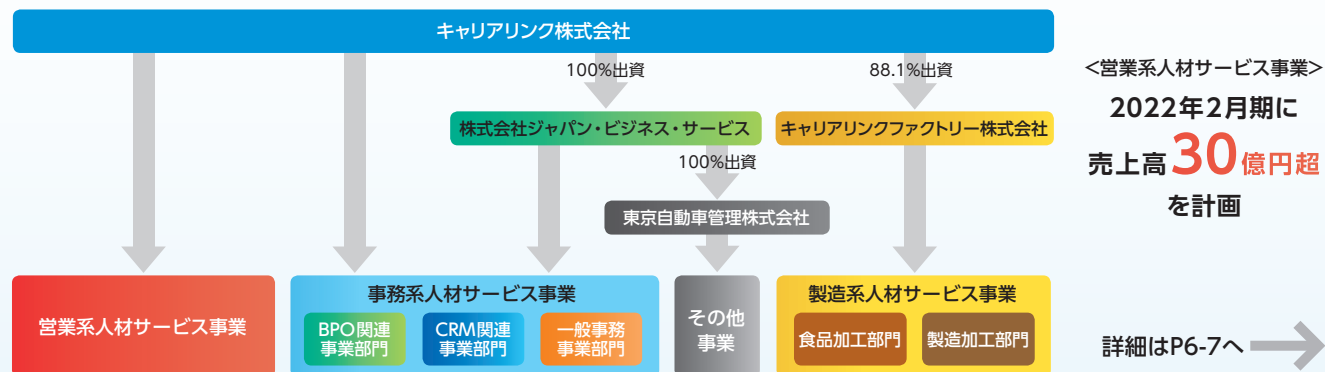 キャリアリンク株式会社
100%出資
88.1%出資
株式会社ジャパン・ビジネス・サービス
キャリアリンクファクトリー株式会社
100%出資
東京自動車管理株式会社
営業系人材サービス事業
事務系人材サービス事業
BPO関連
事業部門
CRM関連
事業部門
一般事務
事業部門
その他
事業
製造系人材サービス事業
食品加工部門
製造加工部門
<営業系人材サービス事業>
2022年2月期に
売上高30億円超
を計画
詳細はP6-7へ